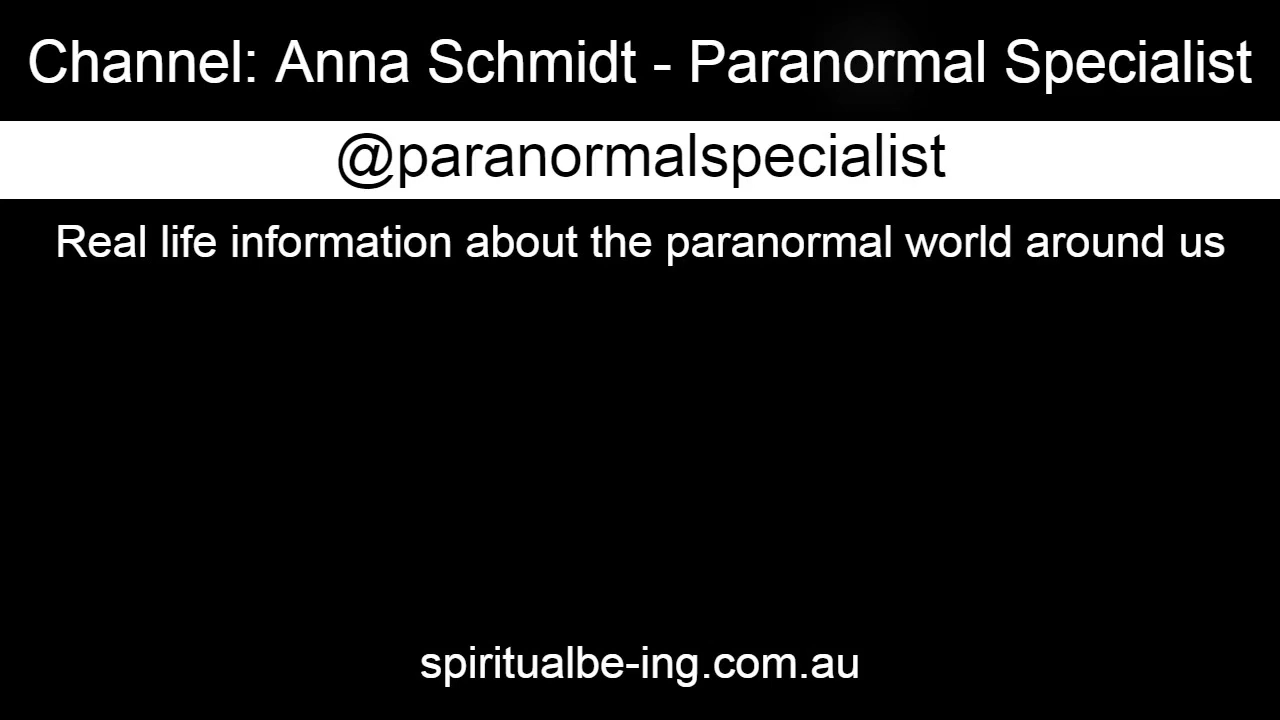 Channel: Anna Schmidt - Paranormal Specialist
@paranormalspecialist
Real life information about the paranormal world around us
spiritualbe-ing.com.au